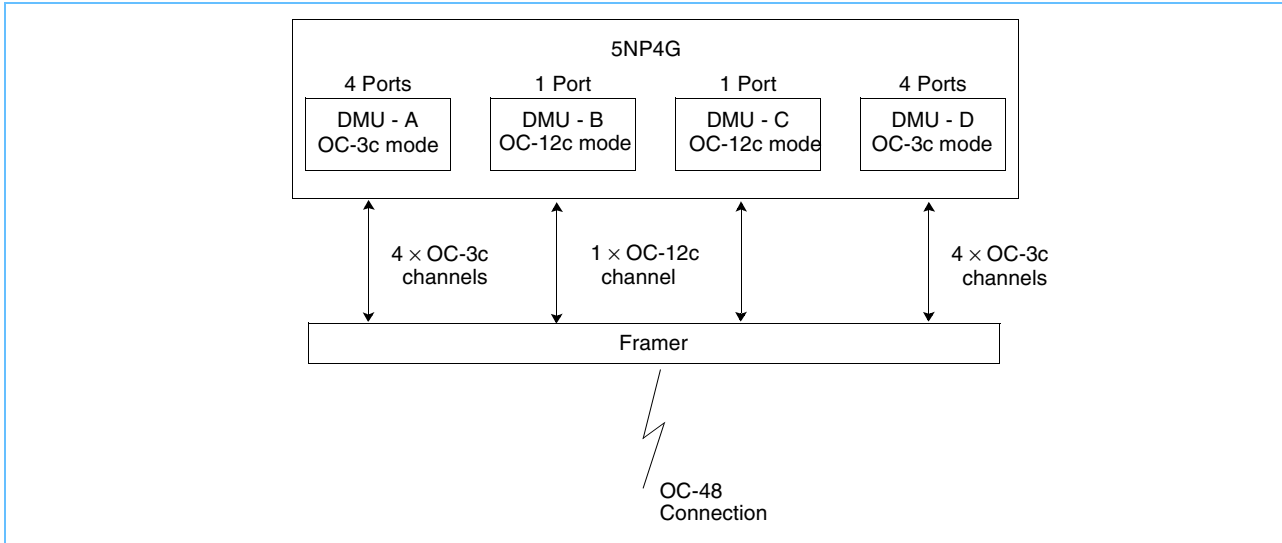 5NP4G
4 Ports
1 Port
1 Port
4 Ports
DMU - A
OC-3c mode
DMU - B
OC-12c mode
DMU - C
OC-12c mode
DMU - D
OC-3c mode
4 × OC-3c
channels
1 × OC-12c
channel
4 × OC-3c
channels
Framer
OC-48
Connection